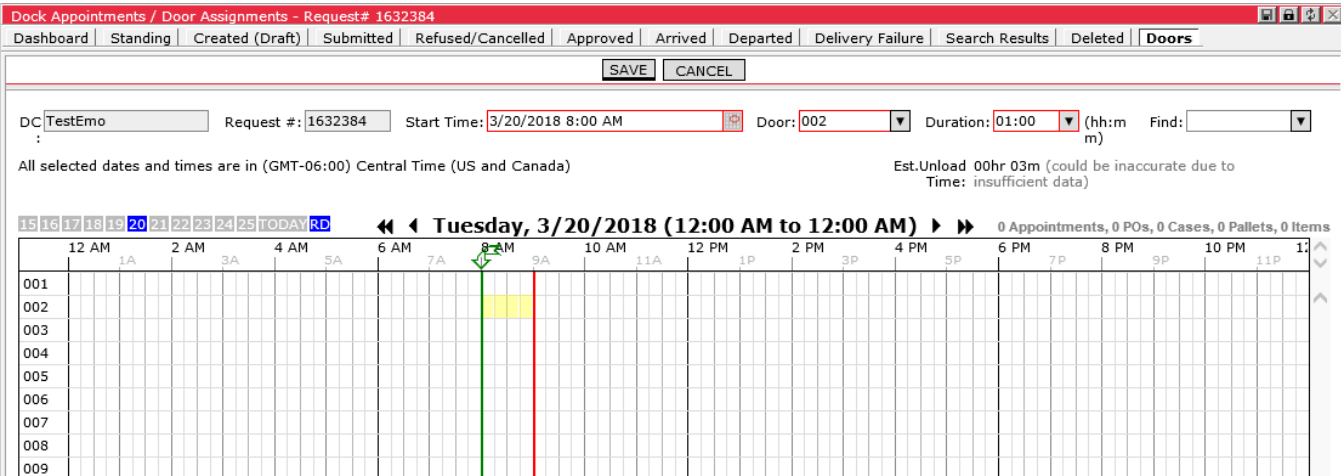 Dock Appointments / Door Assignments - Request# 1632384
Dashboard Standing Created (Draft) Submitted Refused/Cancelled Approved Arrived Departed Delivery Failure Search Results Deleted Doors
SAVE CANCEL
DC: TestEmo Request #: 1632384 Start Time: 3/20/2018 8:00 AM Door: 002 Duration: 01:00 (hh:mm) Find:
All selected dates and times are in (GMT-06:00) Central Time (US and Canada) Est.Unload Time: 00hr 03m (could be inaccurate due to insufficient data)
15 16 17 18 19 20 21 22 23 24 25 TODAY RD Tuesday, 3/20/2018 (12:00 AM to 12:00 AM) 0 Appointments, 0 POs, 0 Cases, 0 Pallets, 0 Items
12 AM 2 AM 4 AM 6 AM 8 AM 10 AM 12 PM 2 PM 4 PM 6 PM 8 PM 10 PM 12
1A 3A 5A 7A 9A 11A 1P 3P 5P 7P 9P 11P
001
002
003
004
005
006
007
008
009